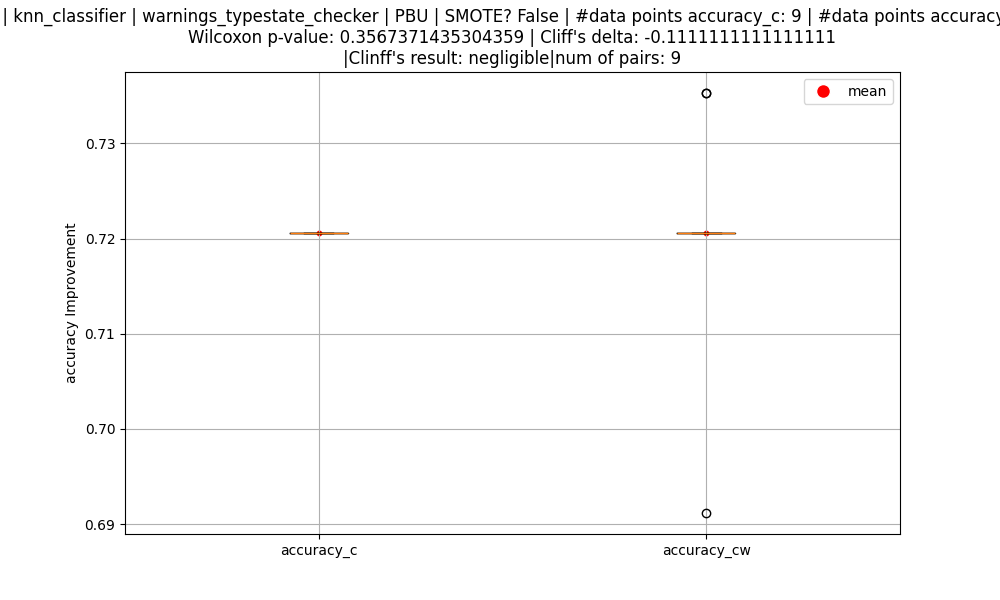 | knn_classifier | warnings_typestate_checker | PBU | SMOTE? False | #data points accuracy_c: 9 | #data points accuracy
Wilcoxon p-value: 0.3567371435304359 | Cliff's delta: -0.1111111111111111
|Clinff's result: negligible|num of pairs: 9
mean
0.73
0.72
0.71
0.70
0.69
accuracy Improvement
accuracy_c
accuracy_cw